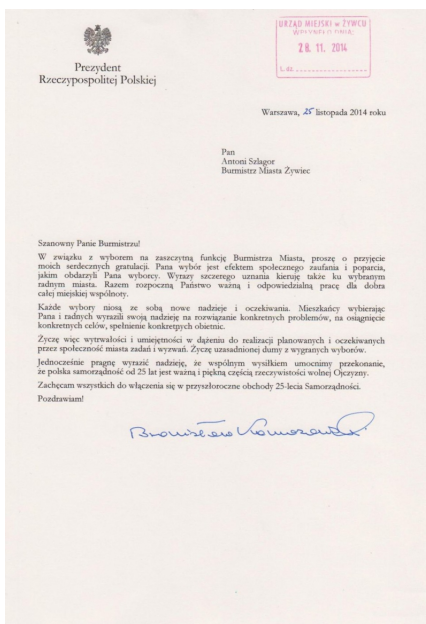 URZĄD MIEJSKI w ŻYWCU
WPŁYNĘŁO DNIA:
28. 11. 2014
L. dz.
Prezydent
Rzeczypospolitej Polskiej
Warszawa, 25 listopada 2014 roku
Pan
Antoni Szlagor
Burmistrz Miasta Żywiec
Szanowny Panie Burmistrzu!
W związku z wyborem na zaszczytną funkcję Burmistrza Miasta, proszę o przyjęcie
moich serdecznych gratulacji. Pana wybór jest efektem społecznego zaufania i poparcia,
jakim obdarzyli Pana wyborcy. Wyrazy szczerego uznania kieruję także ku wybranym
radnym miasta. Razem rozpoczną Państwo ważną i odpowiedzialną pracę dla dobra
całej miejskiej wspólnoty.
Każde wybory niosą ze sobą nowe nadzieje i oczekiwania. Mieszkańcy wybierając
Pana i radnych wyrazili swoją nadzieję na rozwiązanie konkretnych problemów, na osiągnięcie
konkretnych celów, spełnienie konkretnych obietnic.
Życzę więc wytrwałości i umiejętności w dążeniu do realizacji planowanych i oczekiwanych
przez społeczność miasta zadań i wyzwań. Życzę uzasadnionej dumy z wygranych wyborów.
Jednocześnie pragnę wyrazić nadzieję, że wspólnym wysiłkiem umocnimy przekonanie,
że polska samorządność od 25 lat jest ważną i piękną częścią rzeczywistości wolnej Ojczyzny.
Zachęcam wszystkich do włączenia się w przyszłoroczne obchody 25-lecia Samorządności.
Pozdrawiam!
Bronisław Komorowski